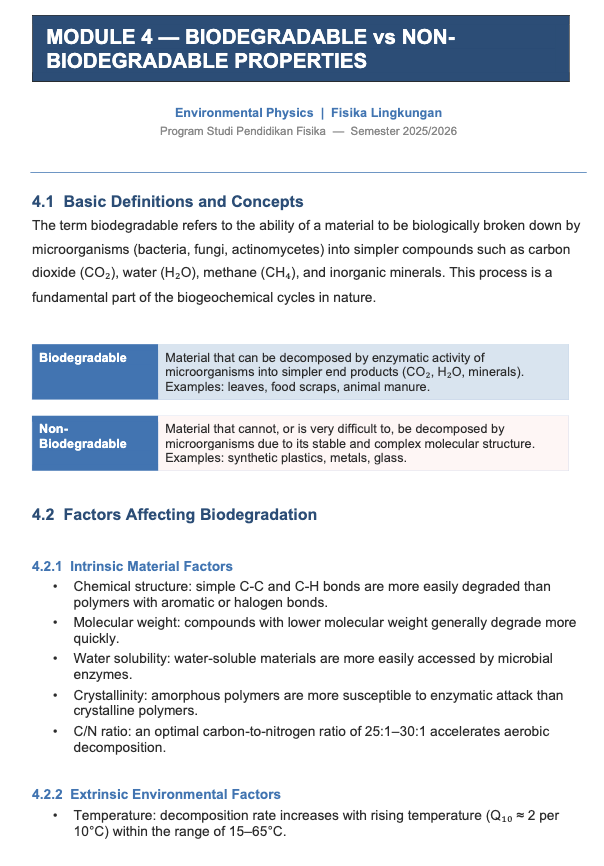 MODULE 4 — BIODEGRADABLE vs NON-
BIODEGRADABLE PROPERTIES
Environmental Physics | Fisika Lingkungan
Program Studi Pendidikan Fisika — Semester 2025/2026
4.1 Basic Definitions and Concepts
The term biodegradable refers to the ability of a material to be biologically broken down by
microorganisms (bacteria, fungi, actinomycetes) into simpler compounds such as carbon
dioxide (CO₂), water (H₂O), methane (CH₄), and inorganic minerals. This process is a
fundamental part of the biogeochemical cycles in nature.
Biodegradable
Material that can be decomposed by enzymatic activity of
microorganisms into simpler end products (CO₂, H₂O, minerals).
Examples: leaves, food scraps, animal manure.
Non-
Biodegradable
Material that cannot, or is very difficult to, be decomposed by
microorganisms due to its stable and complex molecular structure.
Examples: synthetic plastics, metals, glass.
4.2 Factors Affecting Biodegradation
4.2.1 Intrinsic Material Factors
• Chemical structure: simple C-C and C-H bonds are more easily degraded than
polymers with aromatic or halogen bonds.
• Molecular weight: compounds with lower molecular weight generally degrade more
quickly.
• Water solubility: water-soluble materials are more easily accessed by microbial
enzymes.
• Crystallinity: amorphous polymers are more susceptible to enzymatic attack than
crystalline polymers.
• C/N ratio: an optimal carbon-to-nitrogen ratio of 25:1–30:1 accelerates aerobic
decomposition.
4.2.2 Extrinsic Environmental Factors
• Temperature: decomposition rate increases with rising temperature (Q₁₀ ≈ 2 per
10°C) within the range of 15–65°C.